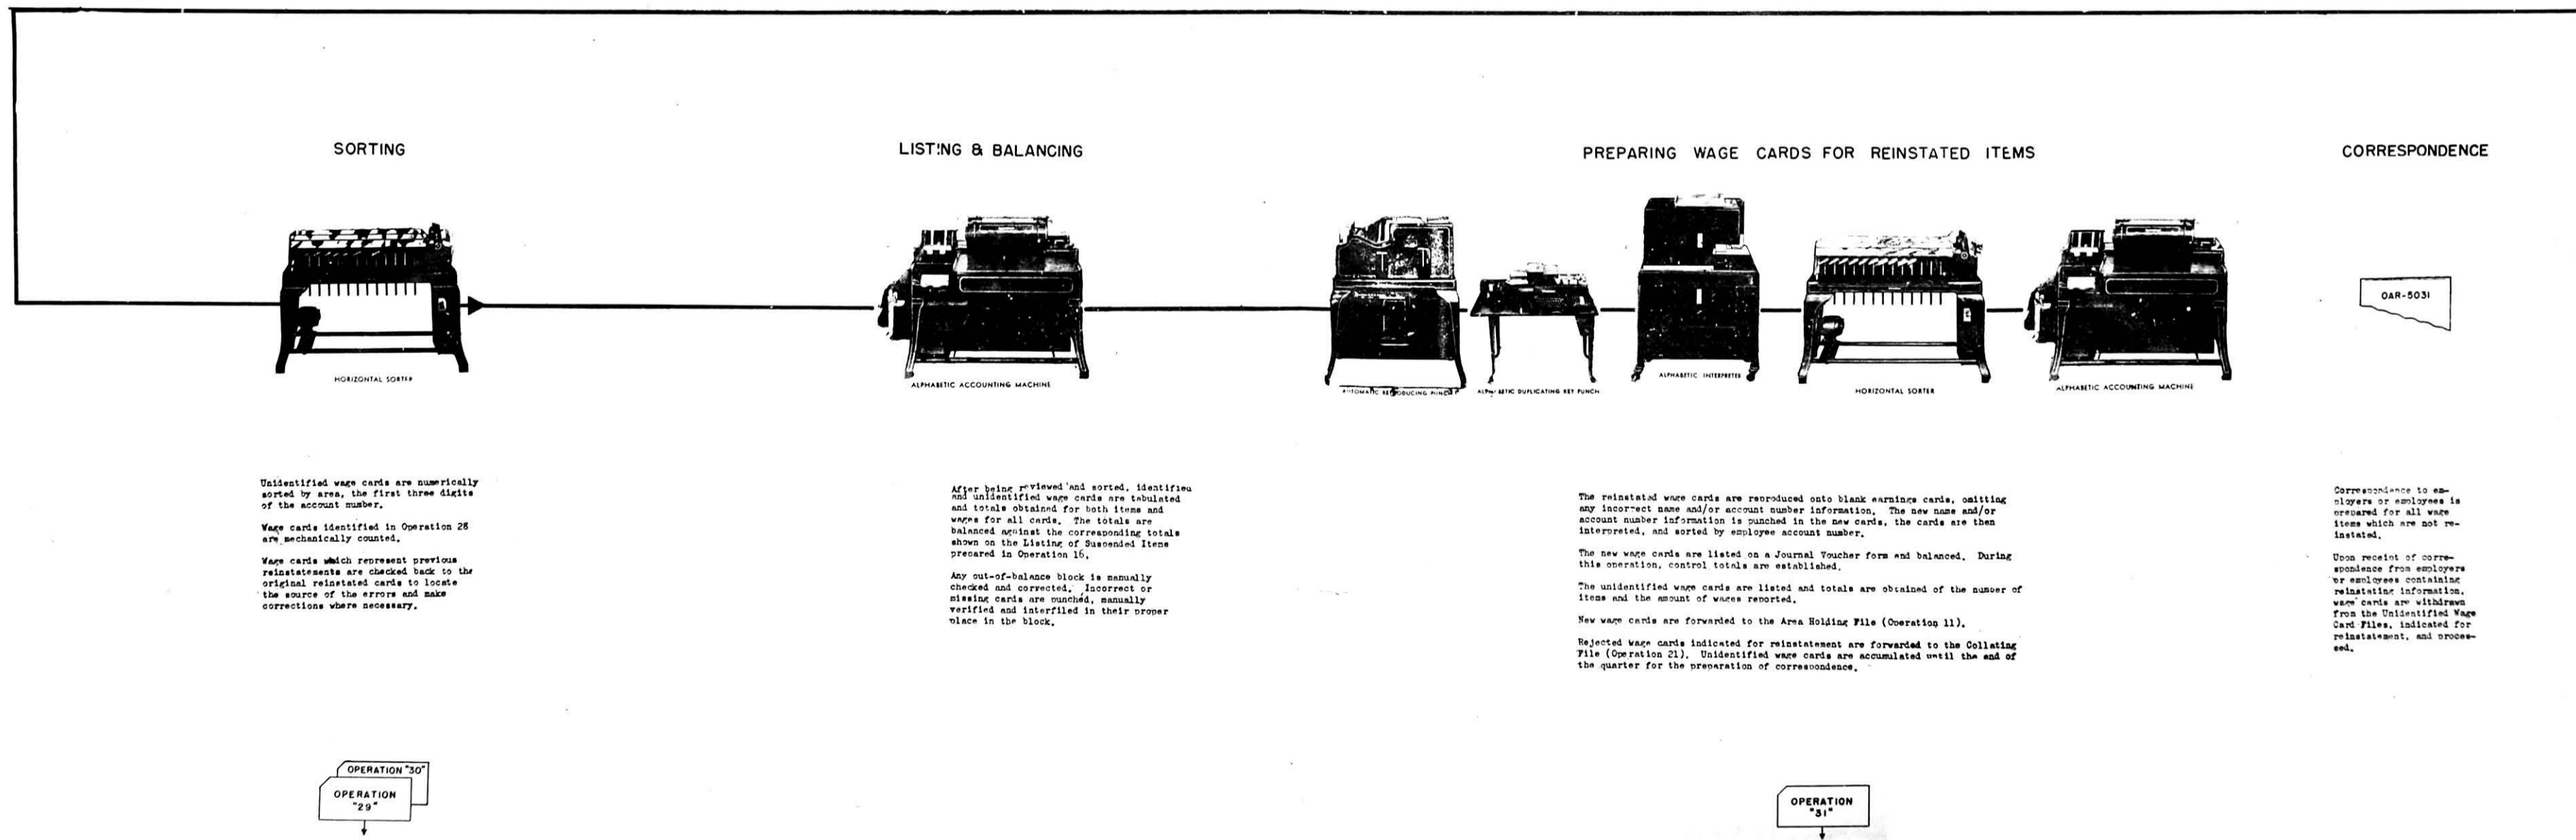 SORTING
LISTING & BALANCING
PREPARING WAGE CARDS FOR REINSTATED ITEMS
CORRESPONDENCE
OAR-5031
HORIZONTAL SORTER
ALPHABETIC ACCOUNTING MACHINE
AUTOMATIC REPRODUCING PUNCH
ALPHABETIC DUPLICATING KEY PUNCH
ALPHABETIC INTERPRETER
HORIZONTAL SORTER
ALPHABETIC ACCOUNTING MACHINE
Unidentified wage cards are numerically
sorted by area, the first three digits
of the account number.
Wage cards identified in Operation 28
are mechanically counted.
Wage cards which represent previous
reinstatements are checked back to the
original reinstated cards to locate
the source of the errors and make
corrections where necessary.
After being reviewed and sorted, identified
and unidentified wage cards are tabulated
and totals obtained for both items and
wages for all cards. The totals are
balanced against the corresponding totals
shown on the Listing of Suspended Items
prepared in Operation 16.
Any out-of-balance block is manually
checked and corrected. Incorrect or
missing cards are punched, manually
verified and interfiled in their proper
place in the block.
The reinstated wage cards are reproduced onto blank earnings cards, omitting
any incorrect name and/or account number information. The new name and/or
account number information is punched in the new cards, the cards are then
interpreted, and sorted by employee account number.
The new wage cards are listed on a Journal Voucher form and balanced. During
this operation, control totals are established.
The unidentified wage cards are listed and totals are obtained of the number of
items and the amount of wages reported.
New wage cards are forwarded to the Area Holding File (Operation 11).
Rejected wage cards indicated for reinstatement are forwarded to the Collating
File (Operation 21). Unidentified wage cards are accumulated until the end of
the quarter for the preparation of correspondence.
Correspondence to em-
ployers or employees is
prepared for all wage
items which are not re-
instated.
Upon receipt of corre-
spondence from employers
or employees containing
reinstating information,
wage cards are withdrawn
from the Unidentified Wage
Card Files, indicated for
reinstatement, and proces-
sed.
OPERATION "30"
OPERATION
"29"
OPERATION
"31"